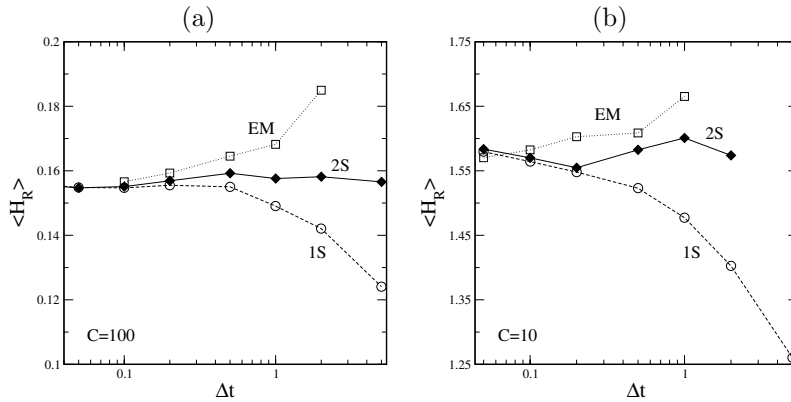 (a)
0.2
0.18
0.16
0.14
0.12
0.1
<H_R>
EM
2S
1S
C=100
0.1
1
Δt
(b)
1.75
1.65
1.55
1.45
1.35
1.25
<H_R>
EM
2S
1S
C=10
0.1
1
Δt